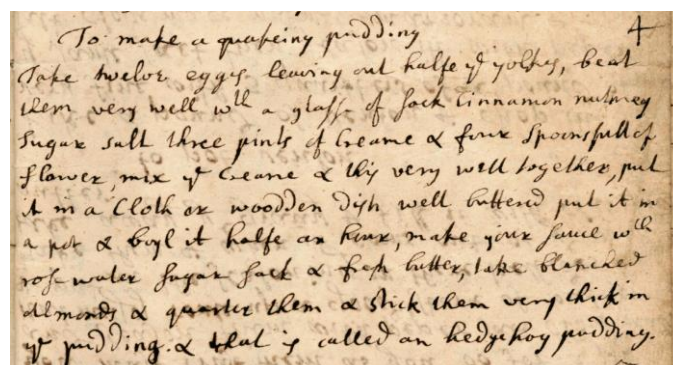 To make a quakeing pudding 4
Take twelve eggs leaving out halfe ye yolkes, beat
them very well wth a glasse of sack Cinnamon nutmeg
Sugar salt three pints of Creame & four spoonsfull of
flower, mix ye Creame & this very well together, put
it in a Cloth or woodden dish well buttered put it in
a pot & boyl it halfe an hour, make your sauce wth
rose water sugar sack & fresh butter, take blanched
almonds & quarter them & stick them very thick in
ye pudding. & that is called an hedgehog pudding.